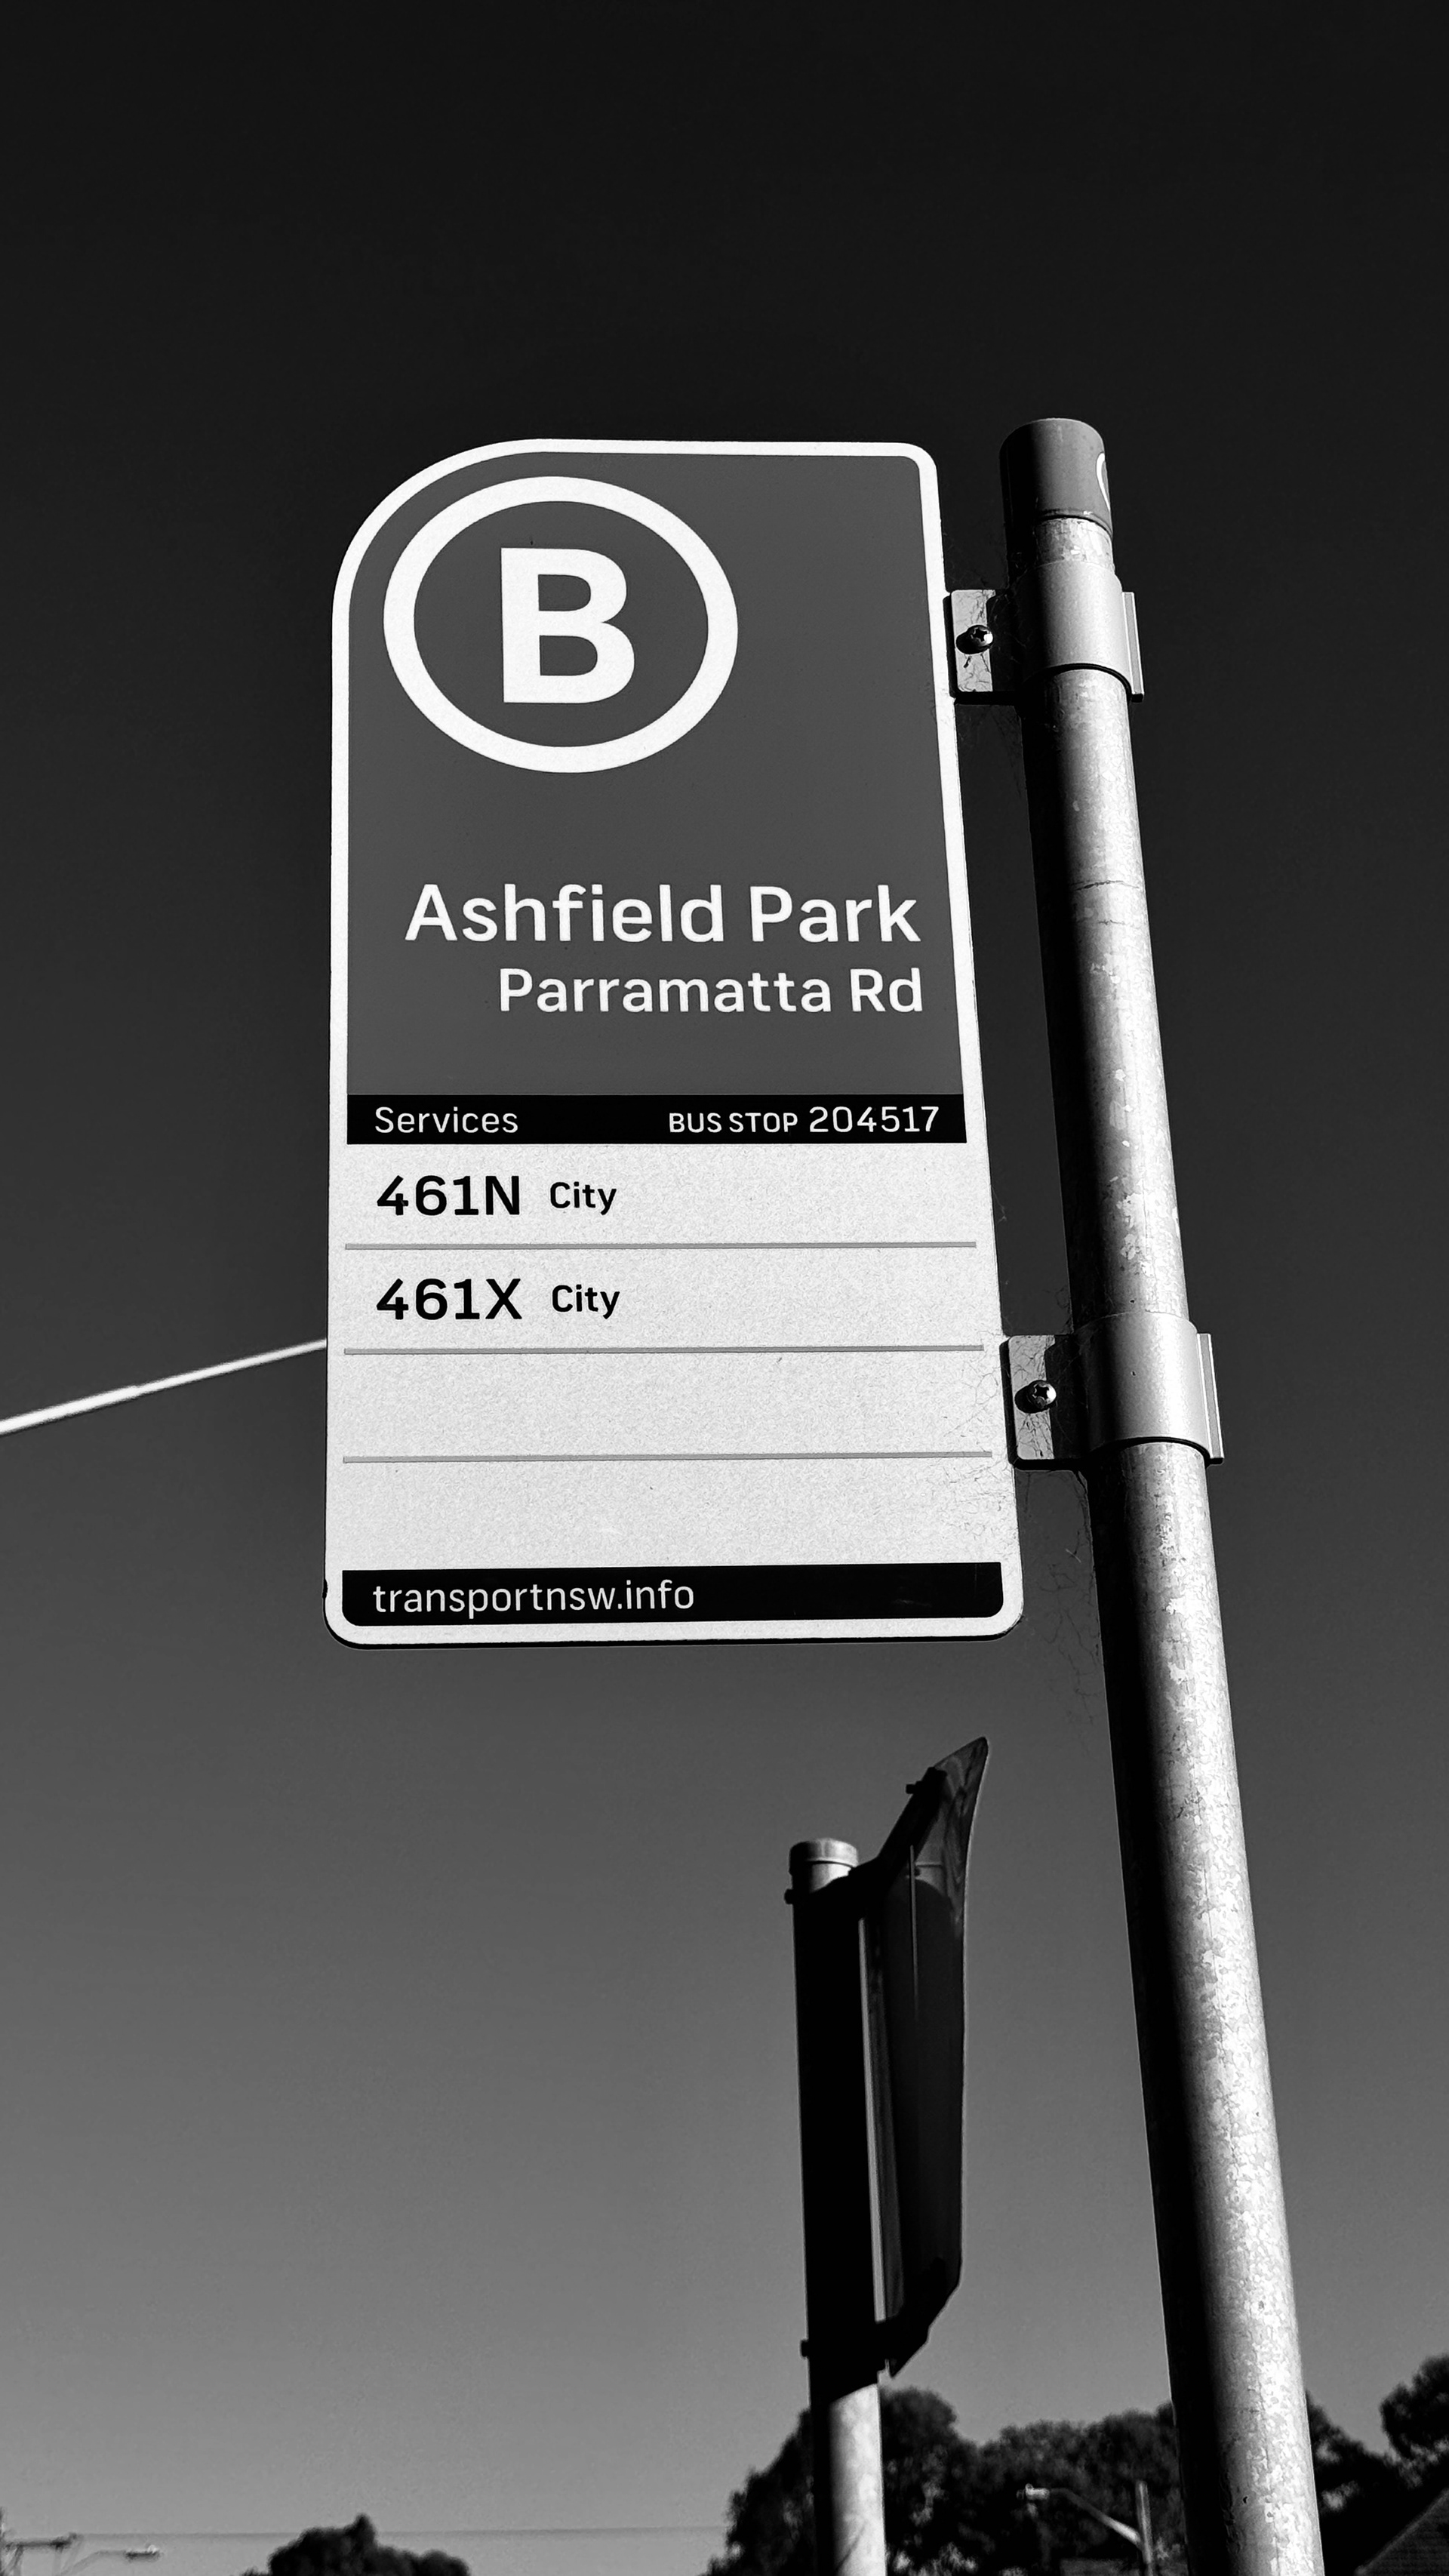 B
Ashfield Park
Parramatta Rd
Services BUS STOP 204517
461N City
461X City
transportnsw.info